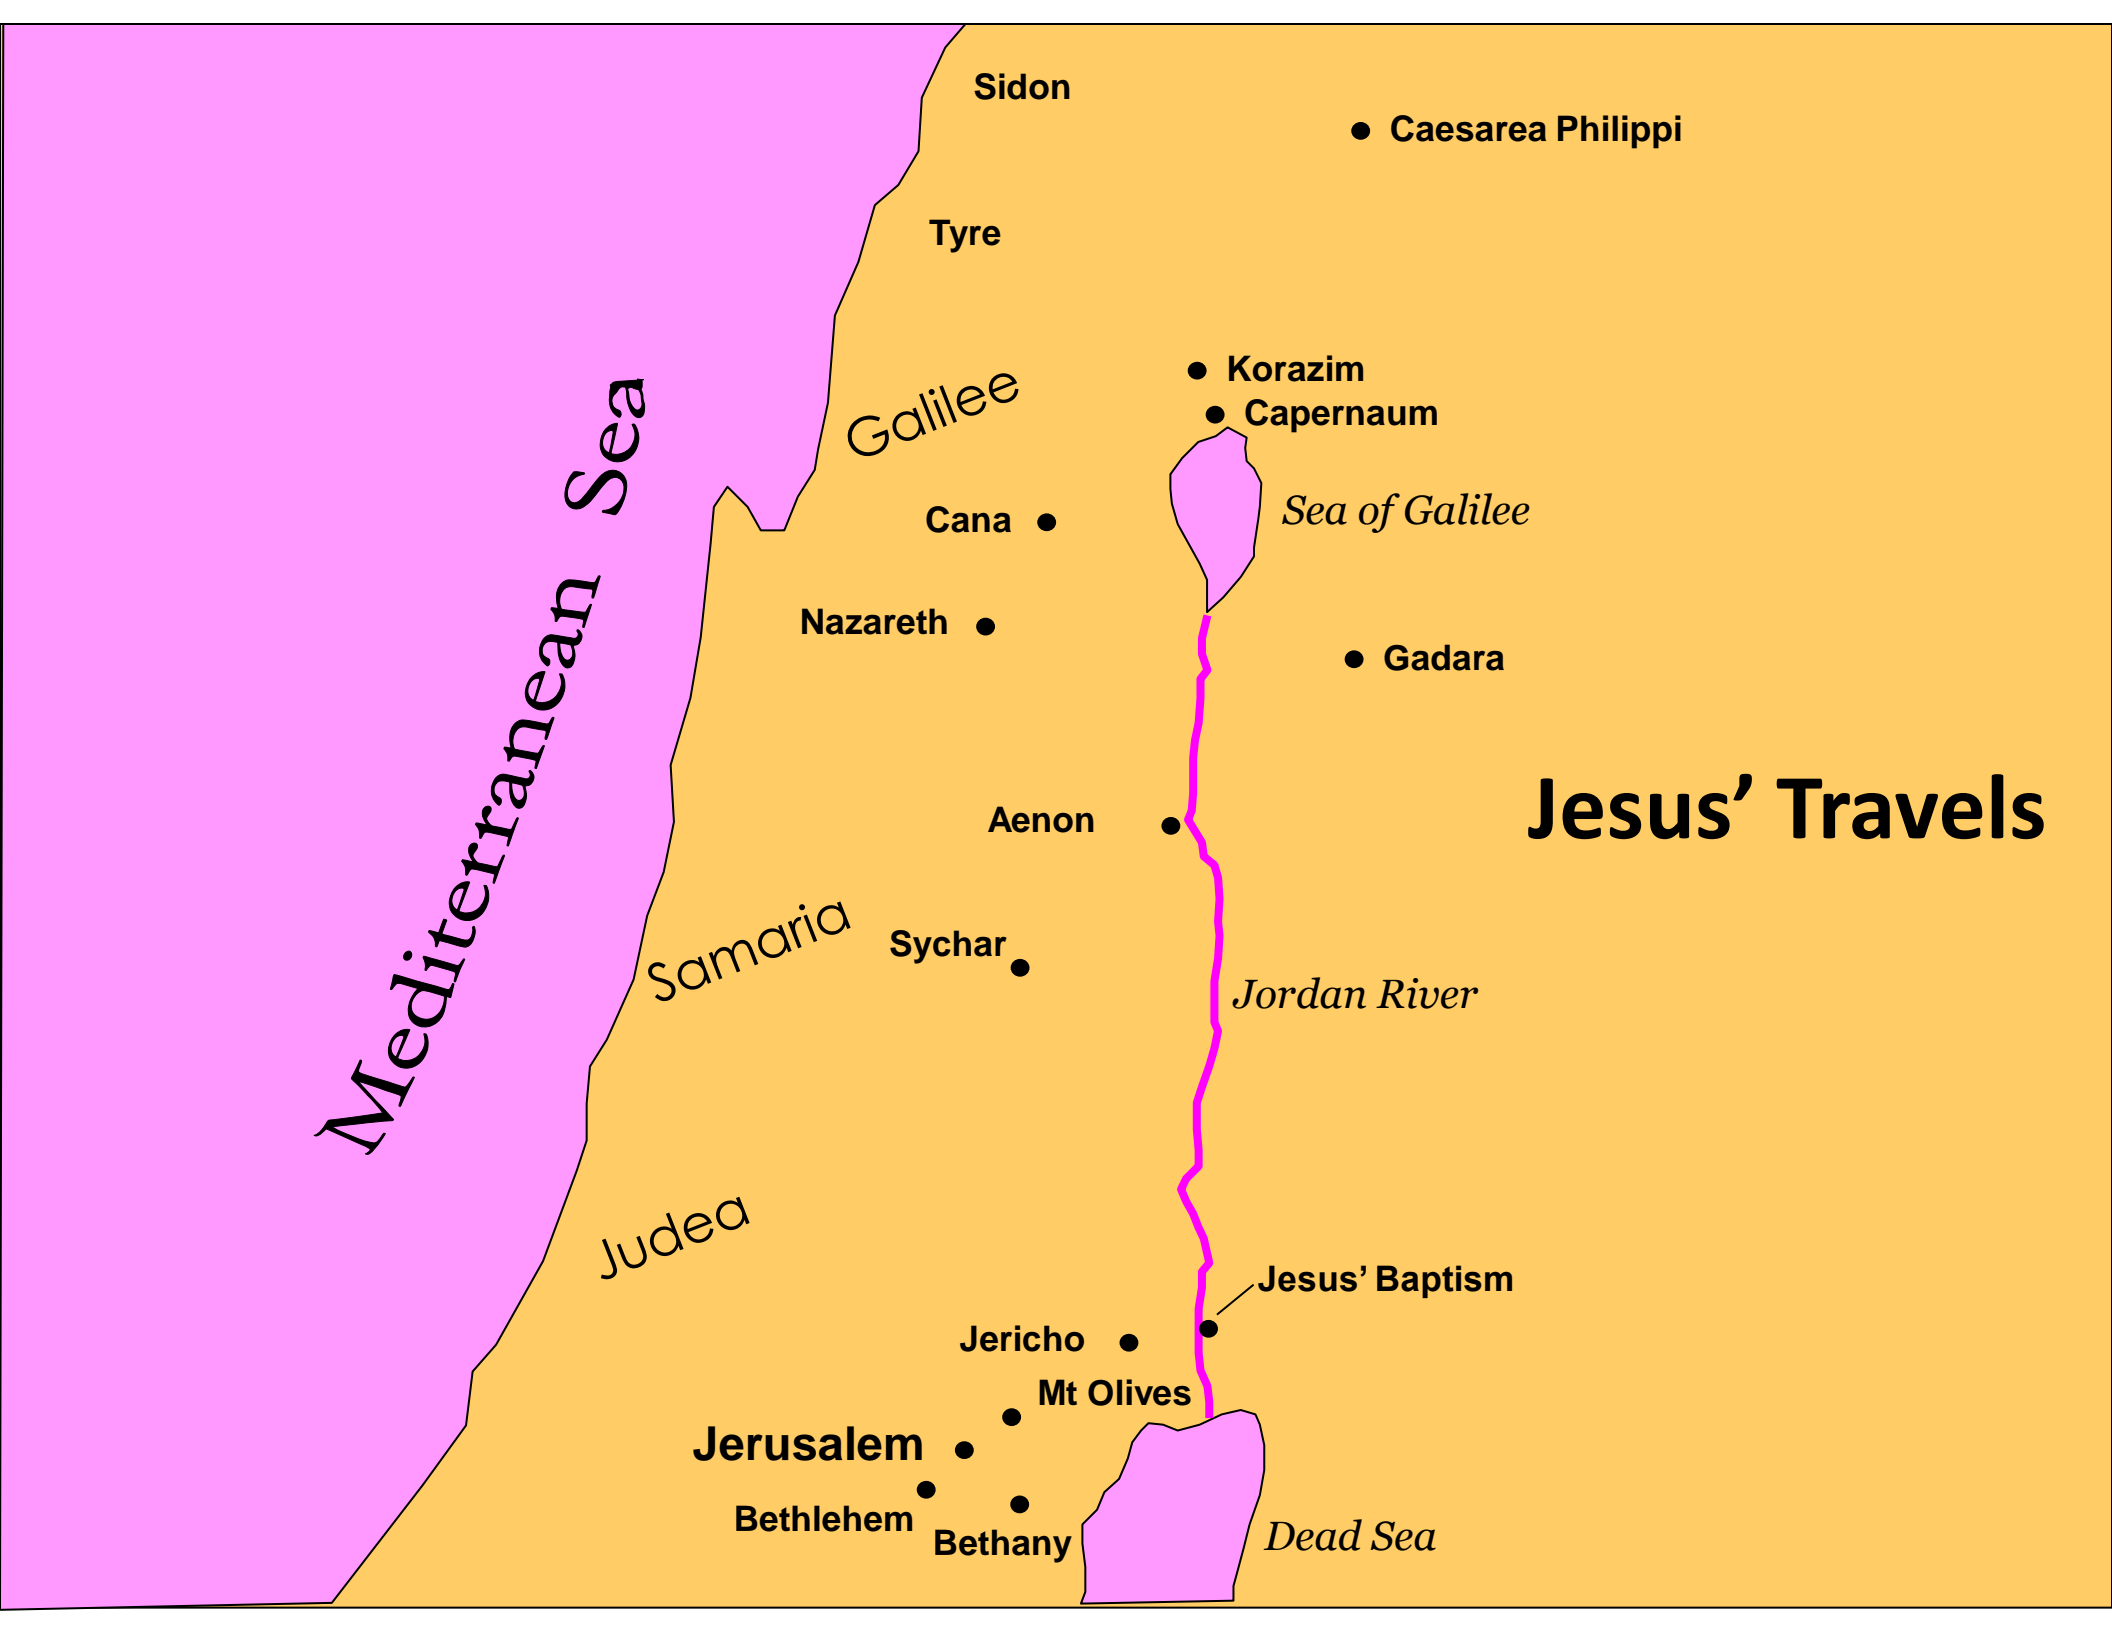 Sidon
Caesarea Philippi
Tyre
Korazim
Galilee
Capernaum
Mediterranean Sea
Sea of Galilee
Cana
Nazareth
Gadara
Jesus’ Travels
Aenon
Samaria
Sychar
Jordan River
Judea
Jesus’ Baptism
Jericho
Mt Olives
Jerusalem
Bethlehem
Bethany
Dead Sea